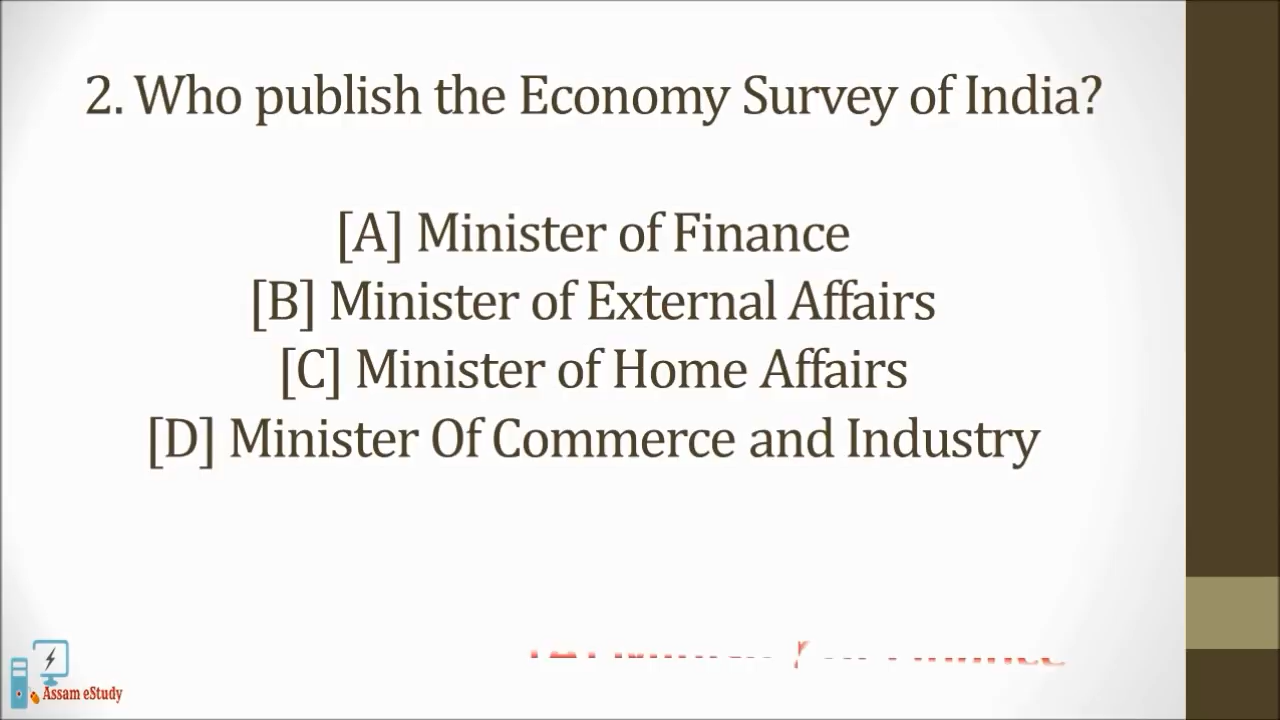 2. Who publish the Economy Survey of India?
[A] Minister of Finance
[B] Minister of External Affairs
[C] Minister of Home Affairs
[D] Minister Of Commerce and Industry
Assam eStudy